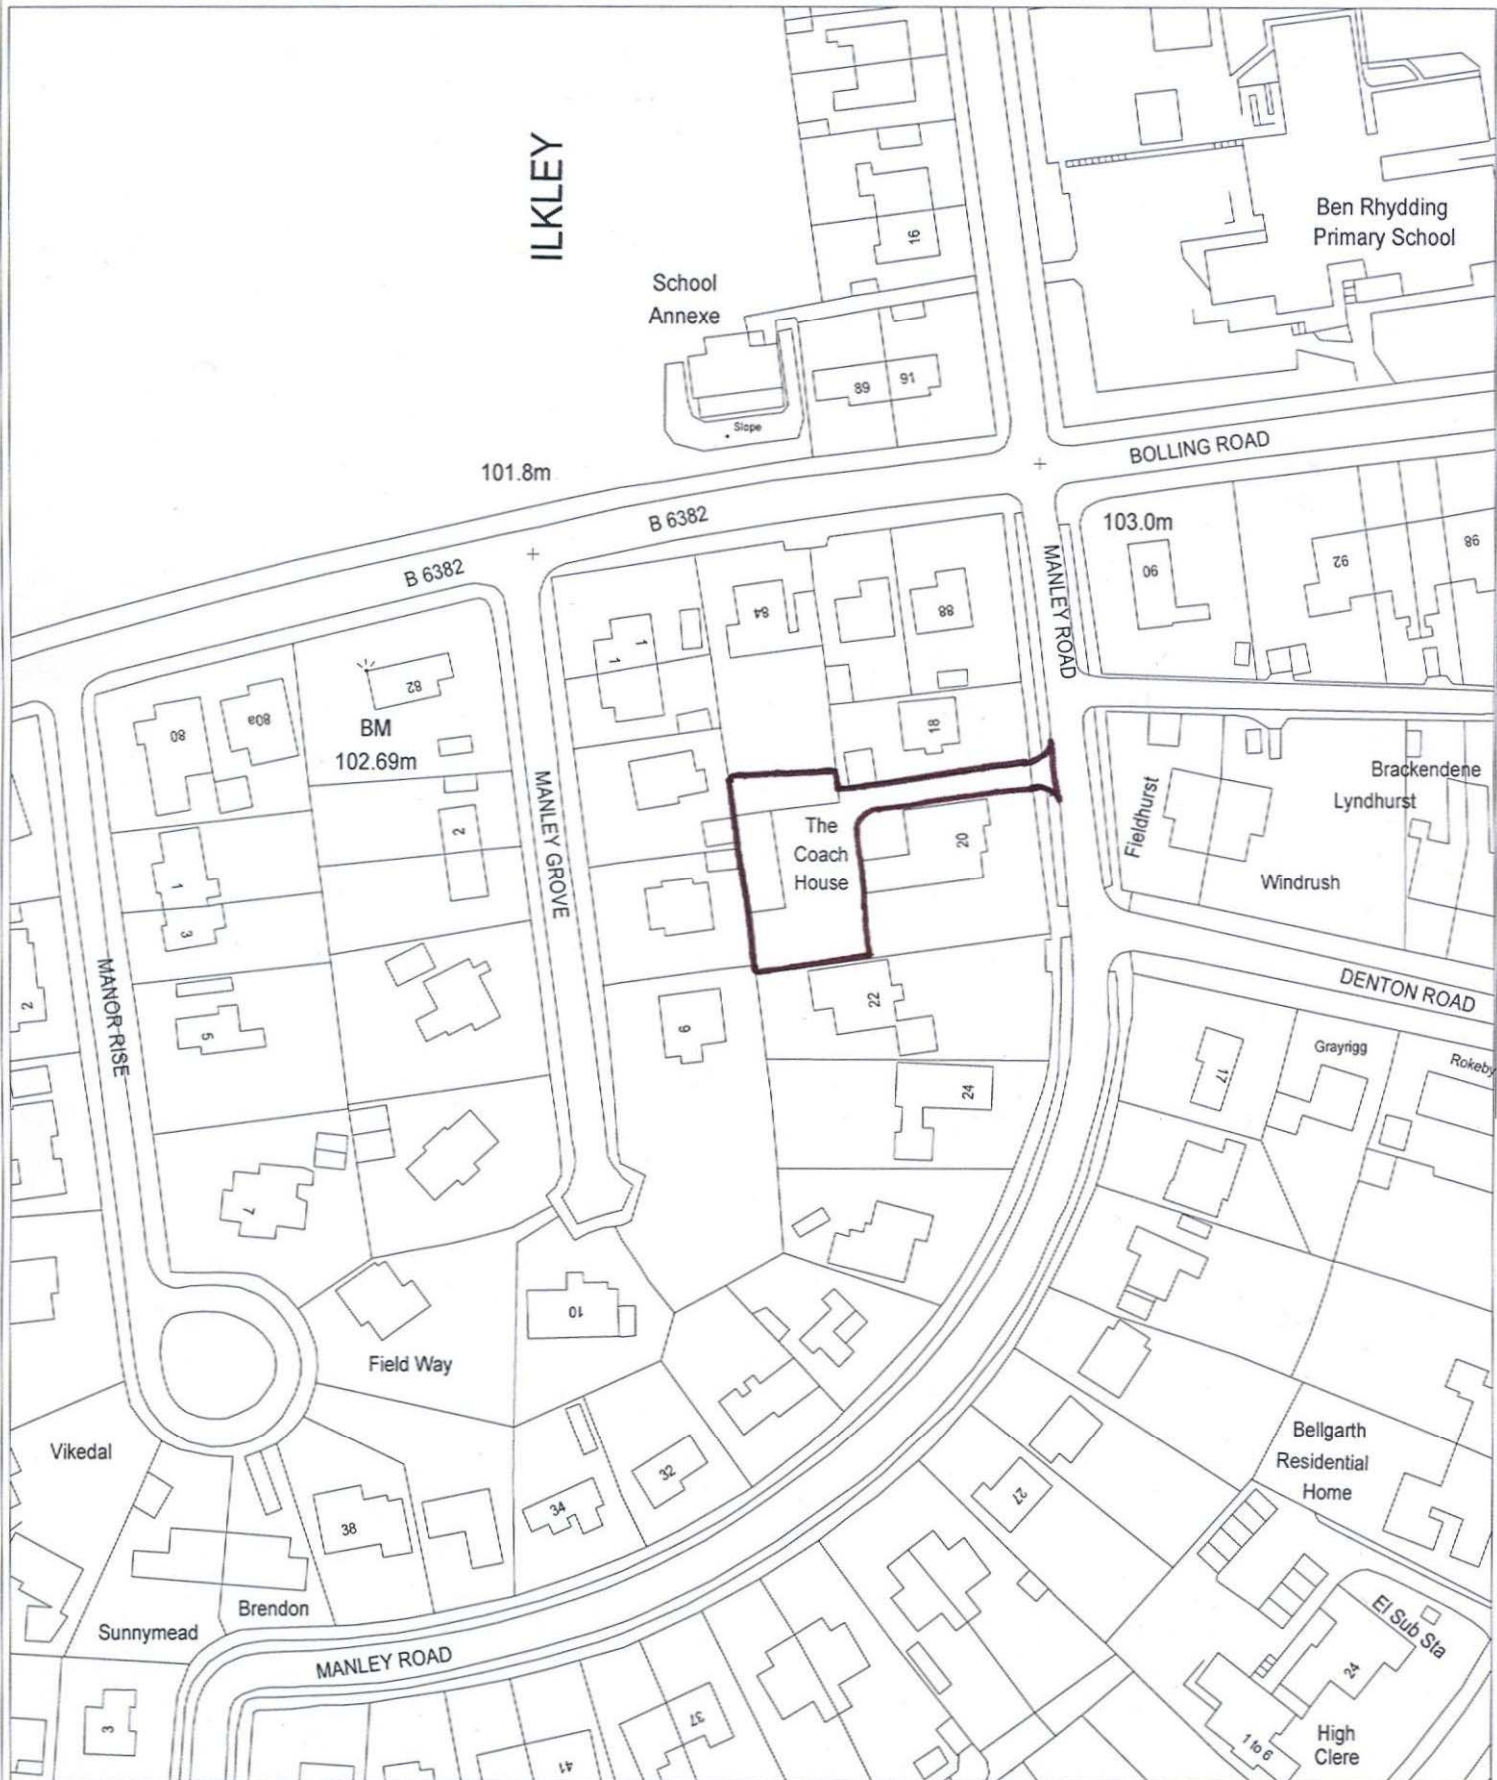 ILKLEY
16
Ben Rhydding
Primary School
School
Annexe
89
91
Slope
BOLLING ROAD
101.8m
B 6382
103.0m
B 6382
MANLEY ROAD
90
92
98
84
88
1
1
82
80
80a
BM
102.69m
18
MANLEY GROVE
2
The
Coach
House
20
Fieldhurst
Brackendene
Lyndhurst
Windrush
1
3
MANOR RISE
2
5
6
22
DENTON ROAD
Grayrigg
Rokeby
17
24
7
10
Field Way
Vikedal
38
34
32
27
Bellgarth
Residential
Home
Brendon
Sunnymead
MANLEY ROAD
El Sub Sta
24
3
37
41
1 to 6
High
Clere